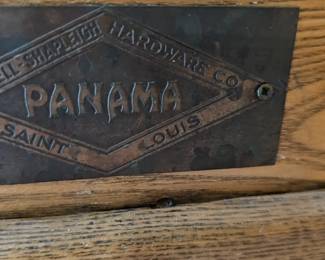 ELL-SHAPLEIGH HARDWARE CO.
PANAMA
SAINT LOUIS